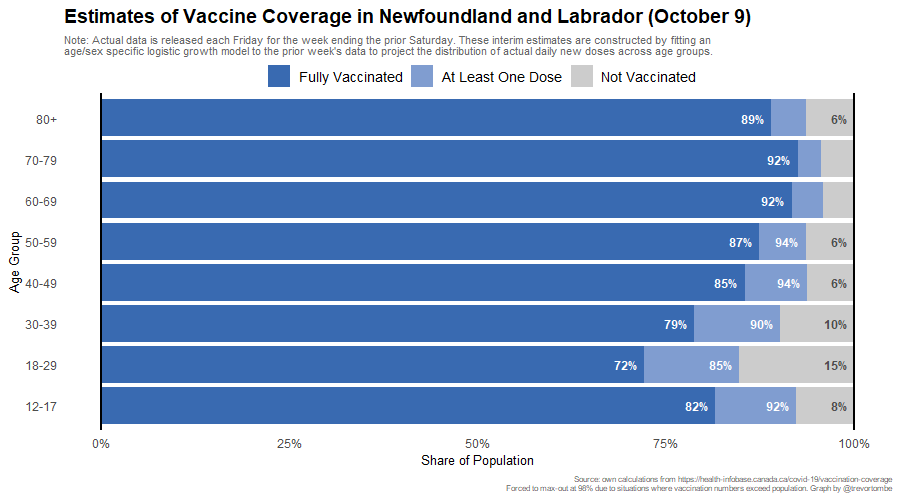 Estimates of Vaccine Coverage in Newfoundland and Labrador (October 9)
Note: Actual data is released each Friday for the week ending the prior Saturday. These interim estimates are constructed by fitting an
age/sex specific logistic growth model to the prior week's data to project the distribution of actual daily new doses across age groups.
Fully Vaccinated At Least One Dose Not Vaccinated
80+ 89% 6%
70-79 92%
60-69 92%
50-59 87% 94% 6%
Age Group
40-49 85% 94% 6%
30-39 79% 90% 10%
18-29 72% 85% 15%
12-17 82% 92% 8%
0% 25% 50% 75% 100%
Share of Population
Source: own calculations from https://health-infobase.canada.ca/covid-19/vaccination-coverage
Forced to max-out at 98% due to situations where vaccination numbers exceed population. Graph by @trevortombe